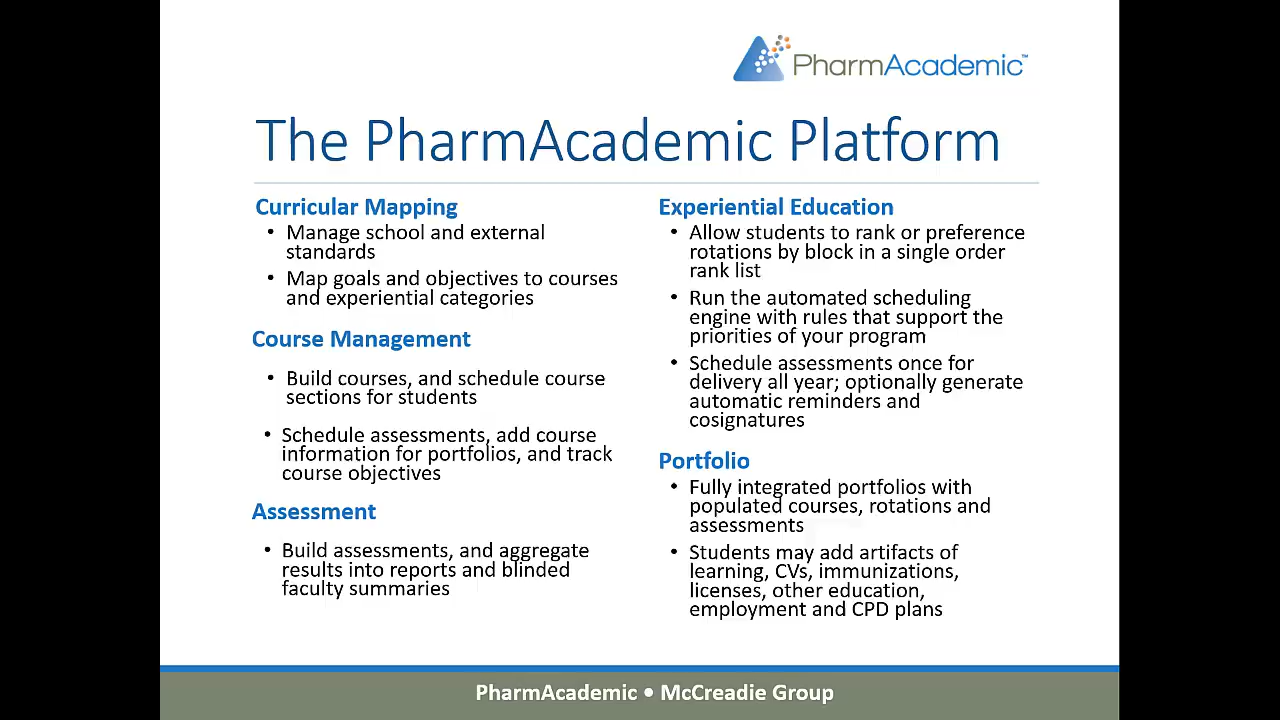 PharmAcademic™
The PharmAcademic Platform
Curricular Mapping
• Manage school and external
standards
• Map goals and objectives to courses
and experiential categories
Course Management
• Build courses, and schedule course
sections for students
• Schedule assessments, add course
information for portfolios, and track
course objectives
Assessment
• Build assessments, and aggregate
results into reports and blinded
faculty summaries
Experiential Education
• Allow students to rank or preference
rotations by block in a single order
rank list
• Run the automated scheduling
engine with rules that support the
priorities of your program
• Schedule assessments once for
delivery all year; optionally generate
automatic reminders and
cosignatures
Portfolio
• Fully integrated portfolios with
populated courses, rotations and
assessments
• Students may add artifacts of
learning, CVs, immunizations,
licenses, other education,
employment and CPD plans
PharmAcademic • McCreadie Group